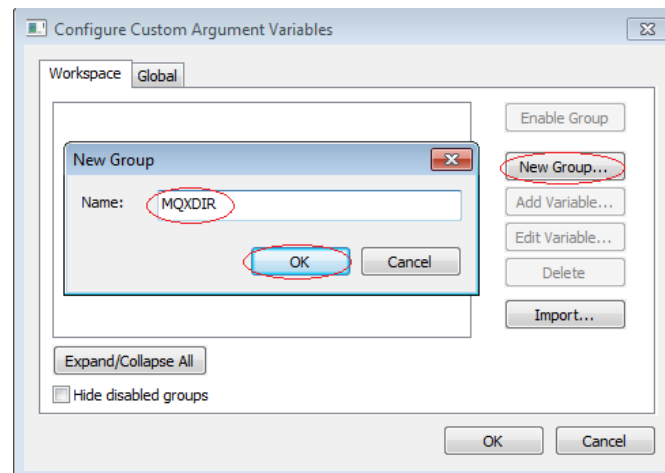 Configure Custom Argument Variables
Workspace Global
Enable Group
New Group
New Group...
Name: MQXDIR
Add Variable...
Edit Variable...
OK Cancel
Delete
Import...
Expand/Collapse All
Hide disabled groups
OK Cancel